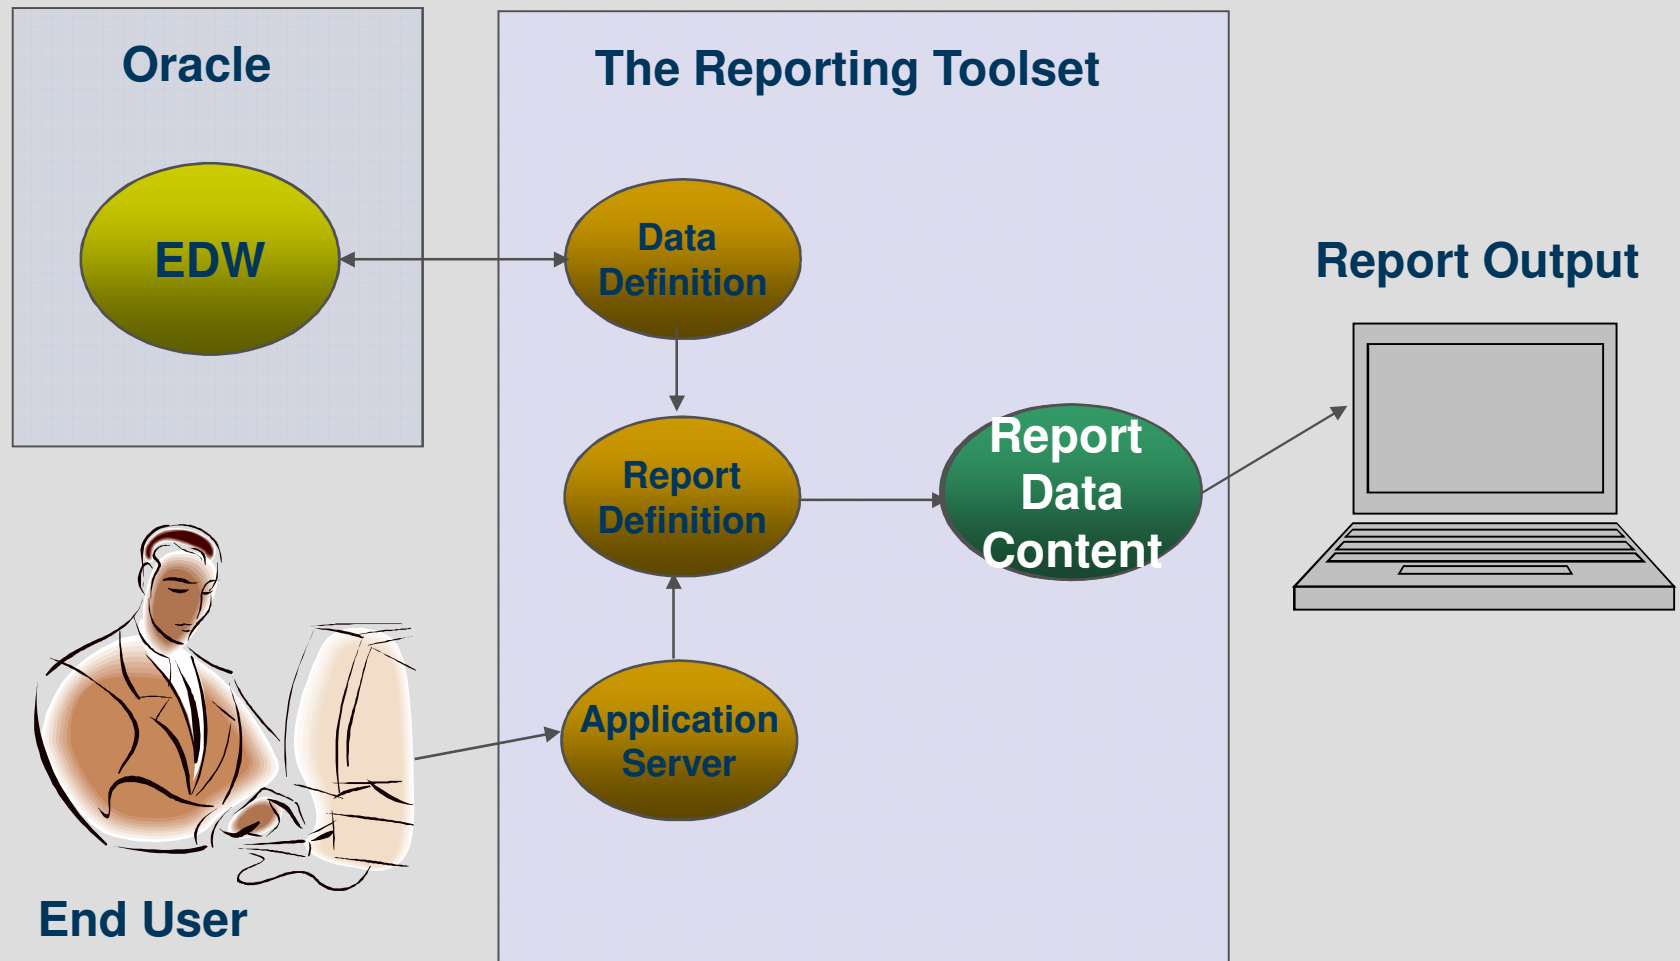 Oracle
The Reporting Toolset
EDW
Data
Definition
Report Output
Report
Definition
Report
Data
Content
Application
Server
End User